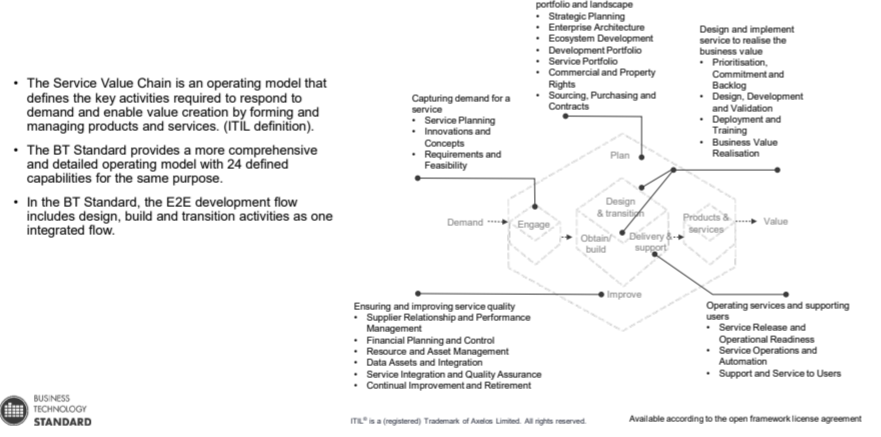 • The Service Value Chain is an operating model that
defines the key activities required to respond to
demand and enable value creation by forming and
managing products and services. (ITIL definition).
• The BT Standard provides a more comprehensive
and detailed operating model with 24 defined
capabilities for the same purpose.
• In the BT Standard, the E2E development flow
includes design, build and transition activities as one
integrated flow.
portfolio and landscape
• Strategic Planning
• Enterprise Architecture
• Ecosystem Development
• Development Portfolio
• Service Portfolio
• Commercial and Property
Rights
• Sourcing, Purchasing and
Contracts
Design and implement
service to realise the
business value
• Prioritisation,
Commitment and
Backlog
• Design, Development
and Validation
• Deployment and
Training
• Business Value
Realisation
Capturing demand for a
service
• Service Planning
• Innovations and
Concepts
• Requirements and
Feasibility
Plan
Demand
Engage
Design
& transition
Obtain/
build
Delivery &
support
Products &
services
Value
Improve
Ensuring and improving service quality
• Supplier Relationship and Performance
Management
• Financial Planning and Control
• Resource and Asset Management
• Data Assets and Integration
• Service Integration and Quality Assurance
• Continual Improvement and Retirement
Operating services and supporting
users
• Service Release and
Operational Readiness
• Service Operations and
Automation
• Support and Service to Users
BUSINESS
TECHNOLOGY
STANDARD
ITIL® is a (registered) Trademark of Axelos Limited. All rights reserved.
Available according to the open framework license agreement